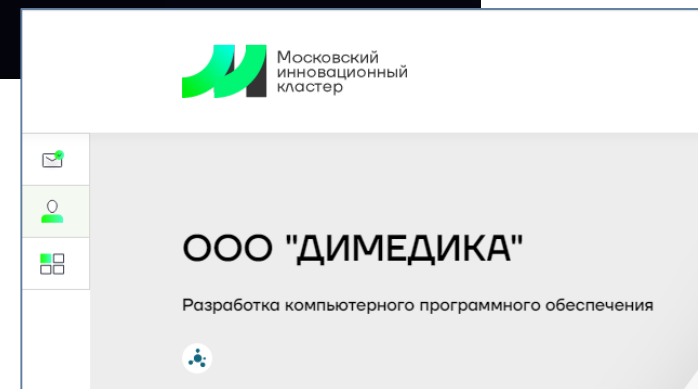 Московский
инновационный
кластер
ООО "ДИМЕДИКА"
Разработка компьютерного программного обеспечения